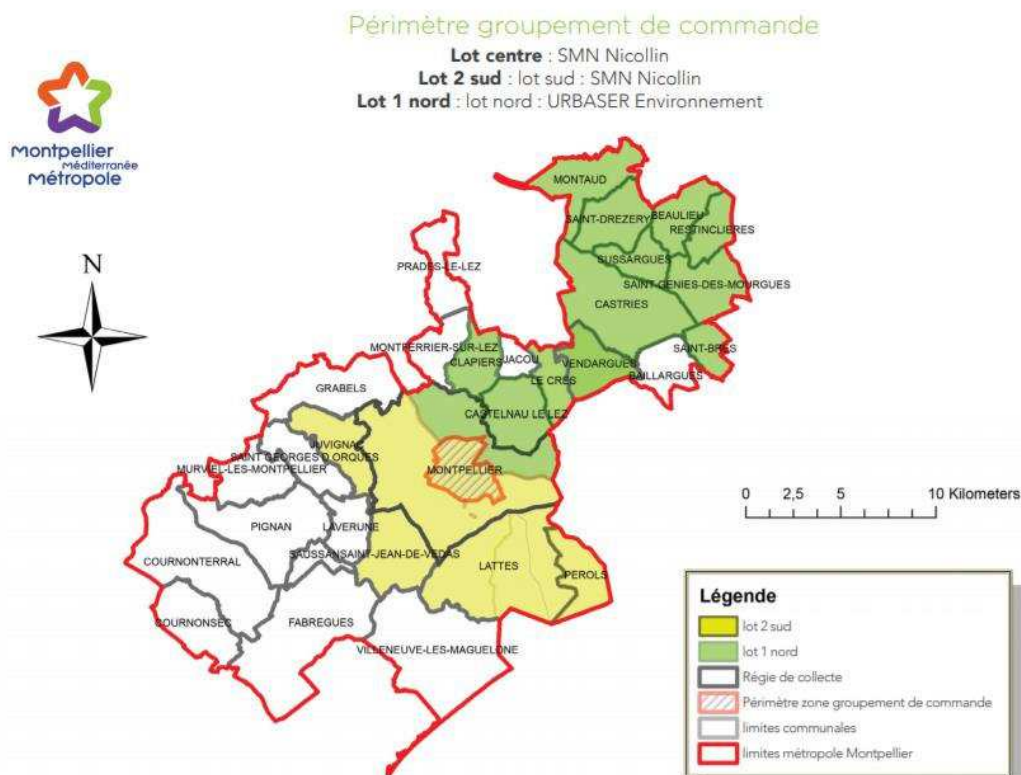 Périmètre groupement de commande
Lot centre : SMN Nicollin
Lot 2 sud : lot sud : SMN Nicollin
Lot 1 nord : lot nord : URBASER Environnement
montpellier
méditerranée
métropole
N
MONTAUD
SAINT-DREZERY
BEAULIEU
RESTINCLIERES
SUSSARGUES
SAINT-GENIES-DES-MOURGUES
CASTRIES
PRADES-LE-LEZ
MONTFERRIER-SUR-LEZ
CLAPIERS
JACOU
VENDARGUES
SAINT-BRES
BAILLARGUES
LE CRES
GRABELS
CASTELNAU LE LEZ
JUVIGNAC
SAINT GEORGES D ORQUES
MURVIEL-LES-MONTPELLIER
MONTPELLIER
PIGNAN
LAVERUNE
COURNONTERRAL
SAUSSAN
SAINT-JEAN-DE-VEDAS
LATTES
PEROLS
COURNONSEC
FABREGUES
VILLENEUVE-LES-MAGUELONE
0 2,5 5 10 Kilometers
Légende
lot 2 sud
lot 1 nord
Régie de collecte
Périmètre zone groupement de commande
limites communales
limites métropole Montpellier